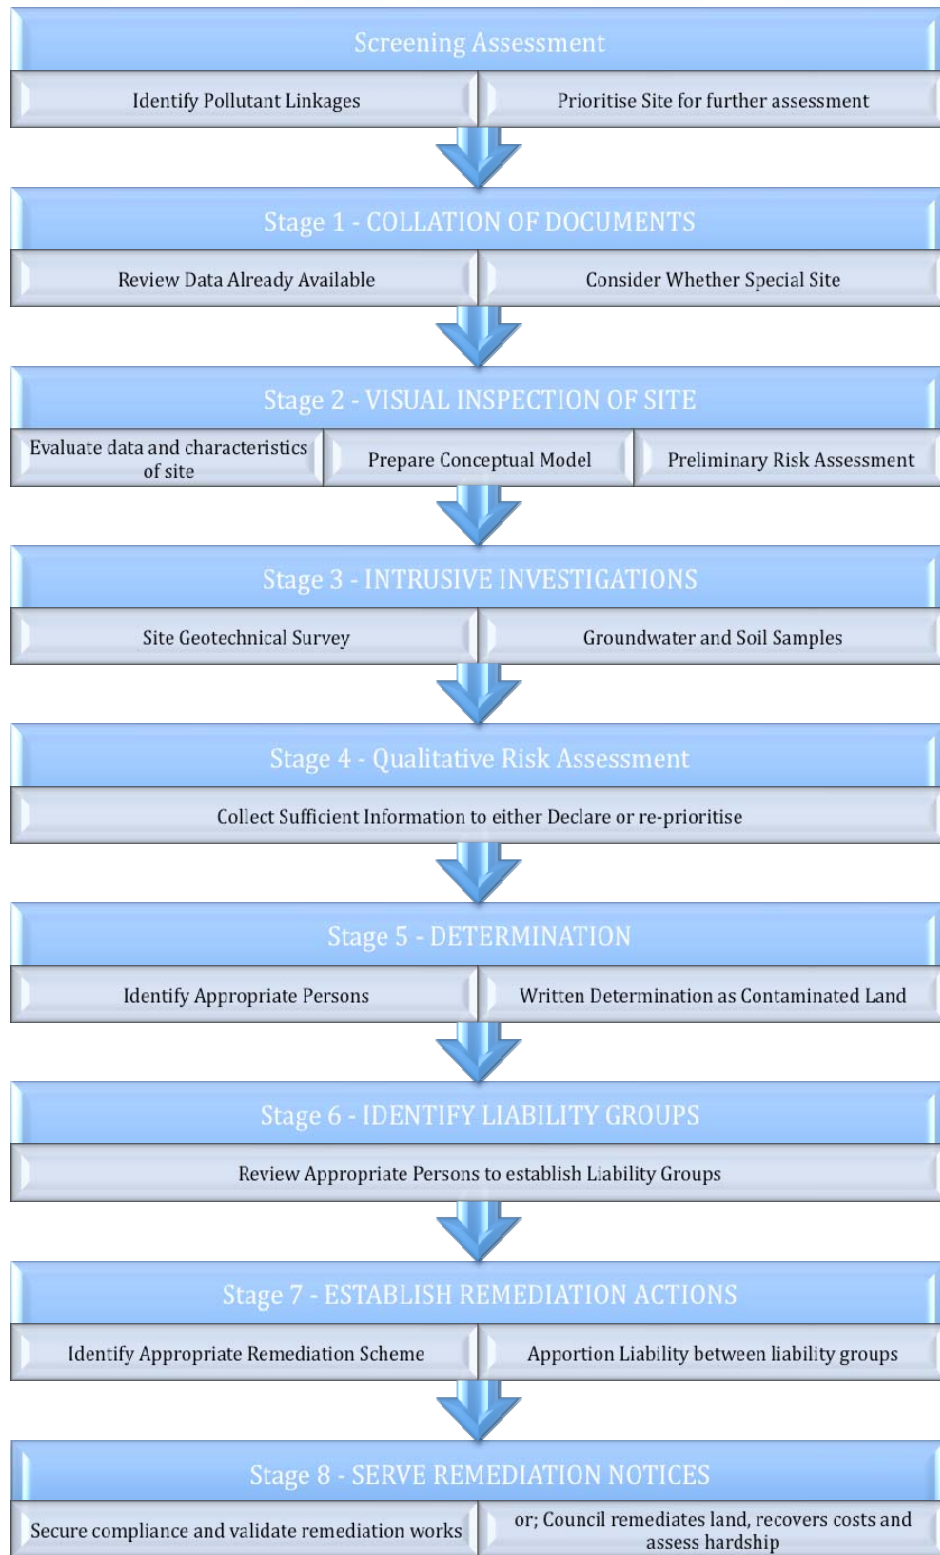 Screening Assessment
Identify Pollutant Linkages
Prioritise Site for further assessment
Stage 1 - COLLATION OF DOCUMENTS
Review Data Already Available
Consider Whether Special Site
Stage 2 - VISUAL INSPECTION OF SITE
Evaluate data and characteristics
of site
Prepare Conceptual Model
Preliminary Risk Assessment
Stage 3 - INTRUSIVE INVESTIGATIONS
Site Geotechnical Survey
Groundwater and Soil Samples
Stage 4 - Qualitative Risk Assessment
Collect Sufficient Information to either Declare or re-prioritise
Stage 5 - DETERMINATION
Identify Appropriate Persons
Written Determination as Contaminated Land
Stage 6 - IDENTIFY LIABILITY GROUPS
Review Appropriate Persons to establish Liability Groups
Stage 7 - ESTABLISH REMEDIATION ACTIONS
Identify Appropriate Remediation Scheme
Apportion Liability between liability groups
Stage 8 - SERVE REMEDIATION NOTICES
Secure compliance and validate remediation works
or; Council remediates land, recovers costs and
assess hardship